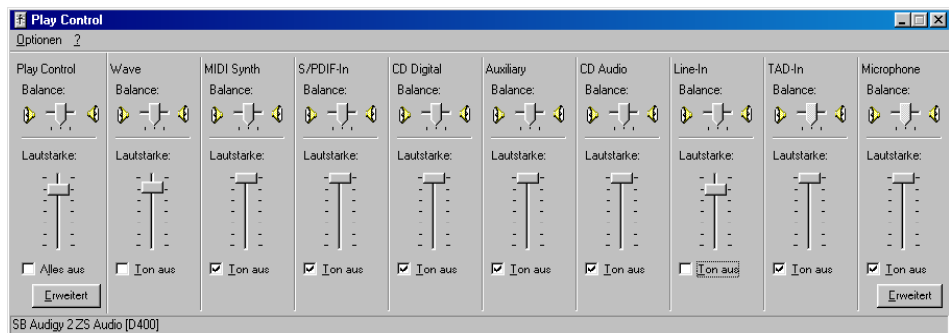 Play Control
Optionen ?
Play Control Wave MIDI Synth S/PDIF-In CD Digital Auxiliary CD Audio Line-In TAD-In Microphone
Balance: Balance: Balance: Balance: Balance: Balance: Balance: Balance: Balance: Balance:
Lautstarke: Lautstarke: Lautstarke: Lautstarke: Lautstarke: Lautstarke: Lautstarke: Lautstarke: Lautstarke: Lautstarke:
Alles aus Ton aus Ton aus Ton aus Ton aus Ton aus Ton aus Ton aus Ton aus Ton aus
Erweitert Erweitert
SB Audigy 2 ZS Audio [D400]